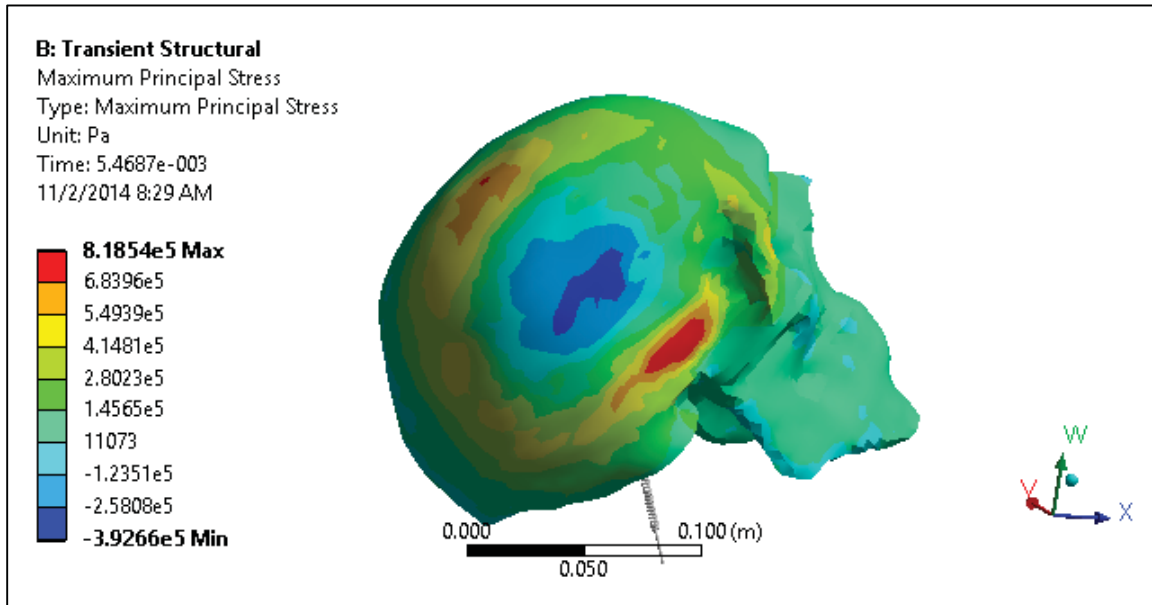 B: Transient Structural
Maximum Principal Stress
Type: Maximum Principal Stress
Unit: Pa
Time: 5.4687e-003
11/2/2014 8:29 AM
8.1854e5 Max
6.8396e5
5.4939e5
4.1481e5
2.8023e5
1.4565e5
11073
-1.2351e5
-2.5808e5
-3.9266e5 Min
0.000
0.100 (m)
0.050
W
X